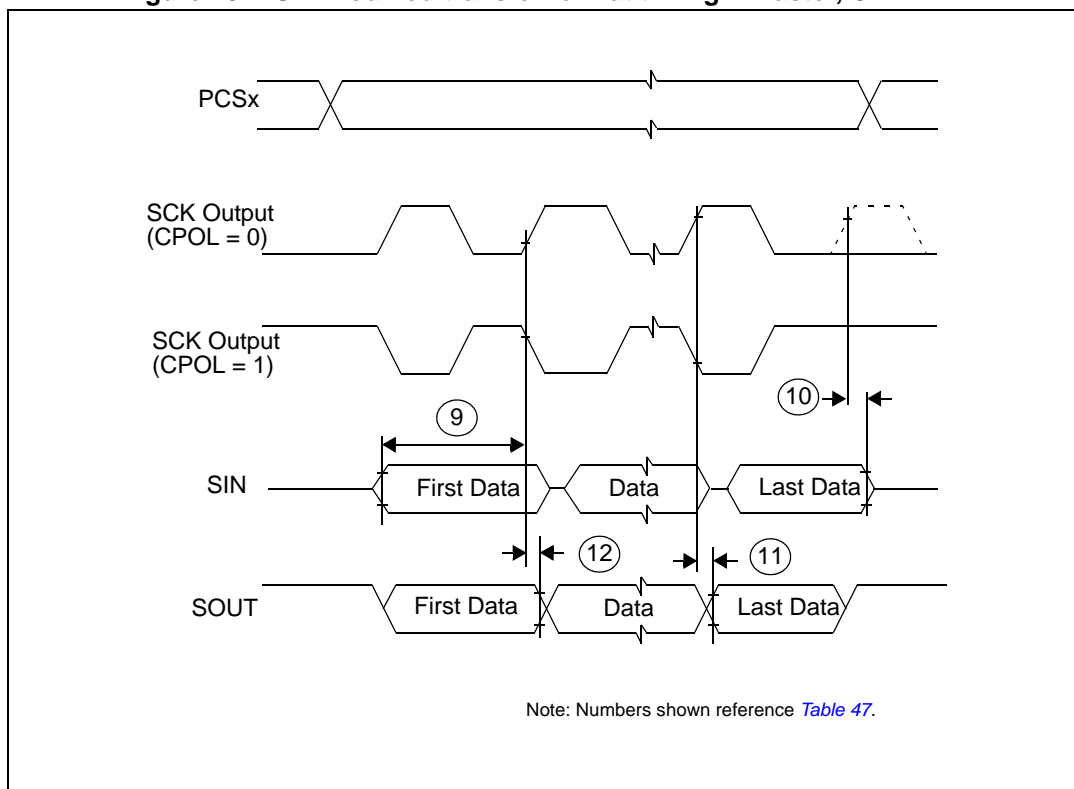 PCSx
SCK Output
(CPOL = 0)
SCK Output
(CPOL = 1)
10
9
SIN
First Data
Data
Last Data
12
11
SOUT
First Data
Data
Last Data
Note: Numbers shown reference Table 47.